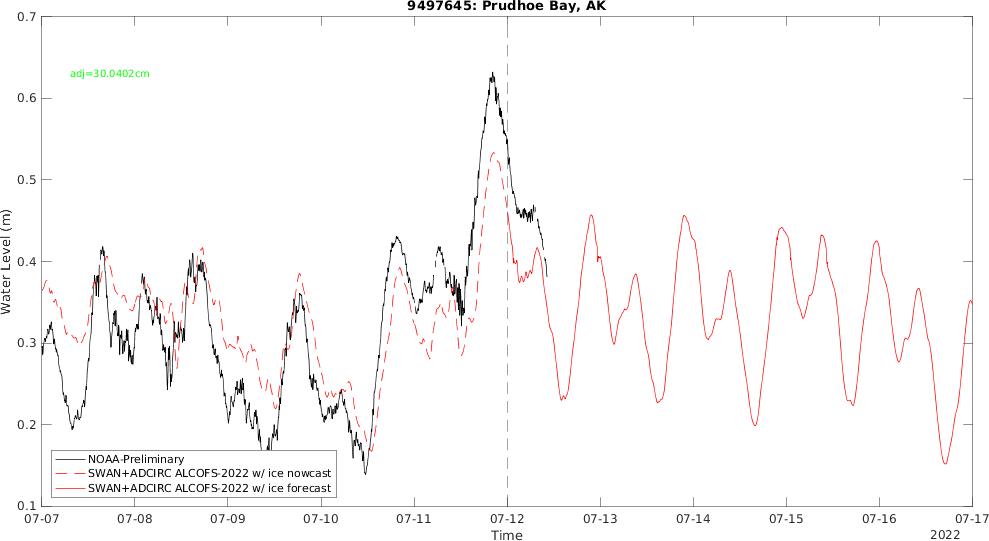 9497645: Prudhoe Bay, AK
0.7
0.6
0.5
0.4
0.3
0.2
0.1
Water Level (m)
adj=30.0402cm
NOAA-Preliminary
SWAN+ADCIRC ALCOFS-2022 w/ ice nowcast
SWAN+ADCIRC ALCOFS-2022 w/ ice forecast
07-07 07-08 07-09 07-10 07-11 07-12 07-13 07-14 07-15 07-16 07-17
Time
2022